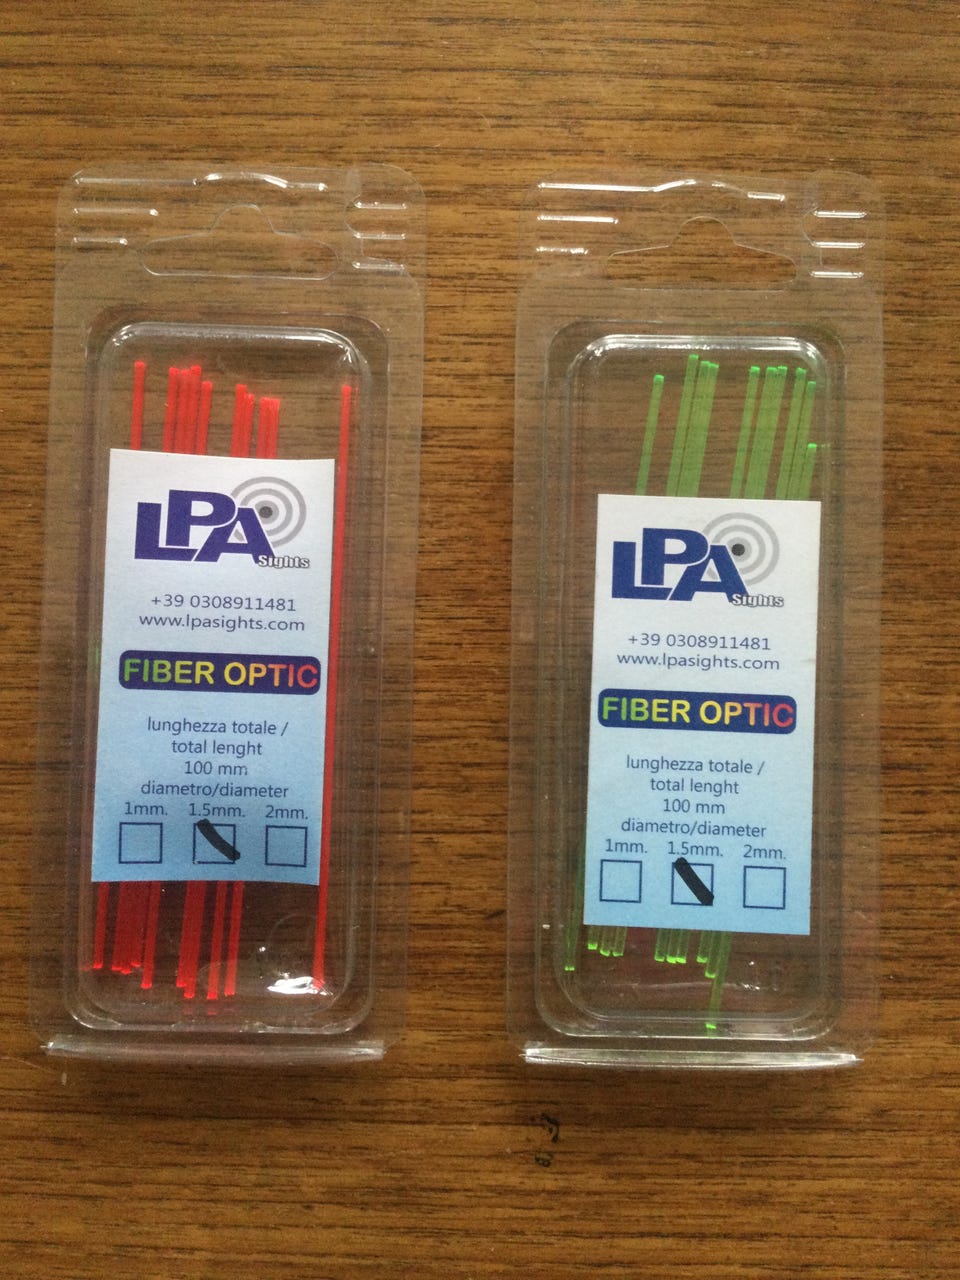 LPA
Sights
+39 0308911481
www.lpasights.com
FIBER OPTIC
lunghezza totale /
total lenght
100 mm
diametro/diameter
1mm. 1.5mm. 2mm.
LPA
Sights
+39 0308911481
www.lpasights.com
FIBER OPTIC
lunghezza totale /
total lenght
100 mm
diametro/diameter
1mm. 1.5mm. 2mm.